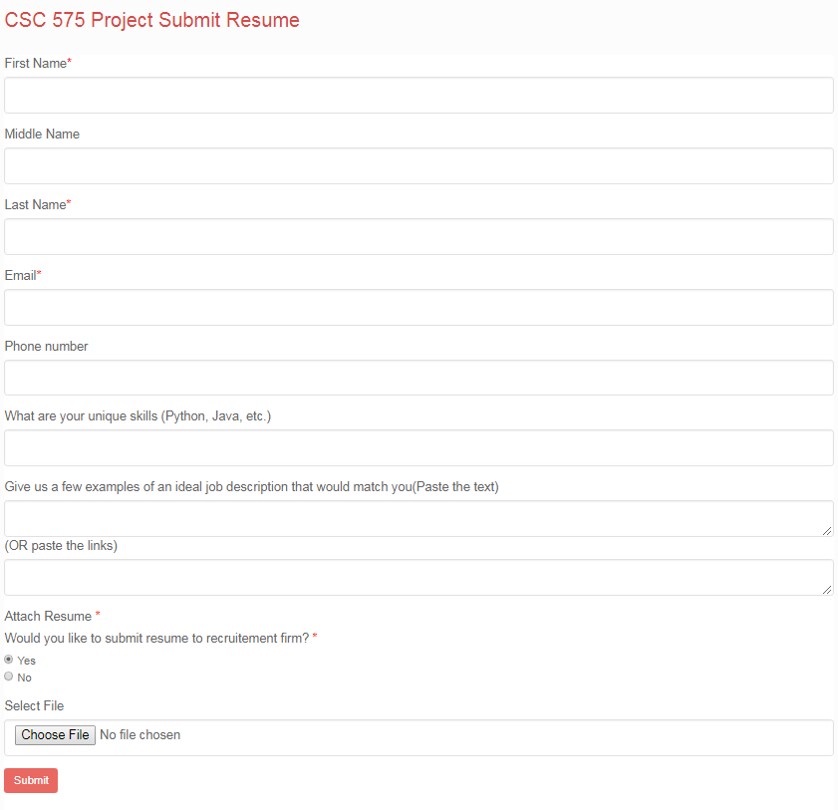 CSC 575 Project Submit Resume
First Name*
Middle Name
Last Name*
Email*
Phone number
What are your unique skills (Python, Java, etc.)
Give us a few examples of an ideal job description that would match you(Paste the text)
(OR paste the links)
Attach Resume *
Would you like to submit resume to recruitement firm? *
Yes
No
Select File
Choose File No file chosen
Submit